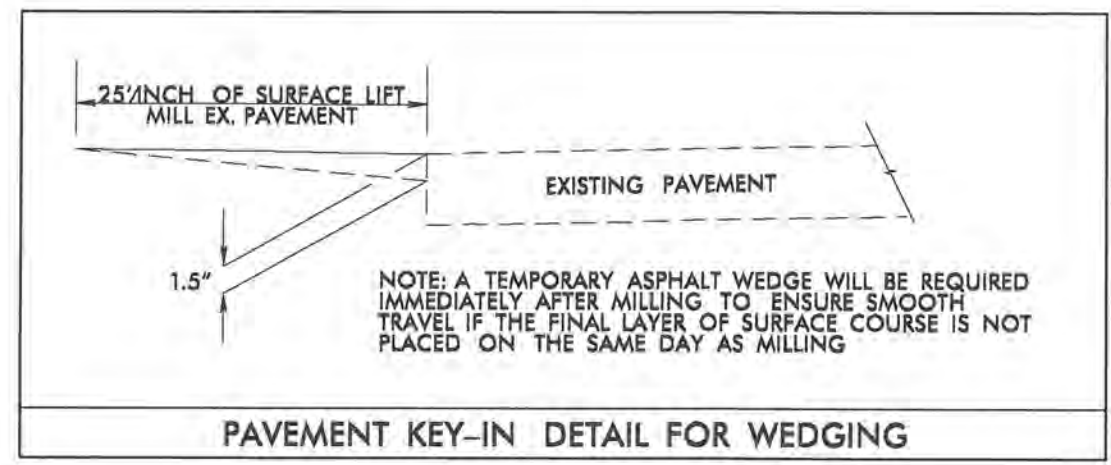 25'/INCH OF SURFACE LIFT
MILL EX. PAVEMENT
EXISTING PAVEMENT
1.5"
NOTE: A TEMPORARY ASPHALT WEDGE WILL BE REQUIRED
IMMEDIATELY AFTER MILLING TO ENSURE SMOOTH
TRAVEL IF THE FINAL LAYER OF SURFACE COURSE IS NOT
PLACED ON THE SAME DAY AS MILLING
PAVEMENT KEY-IN DETAIL FOR WEDGING